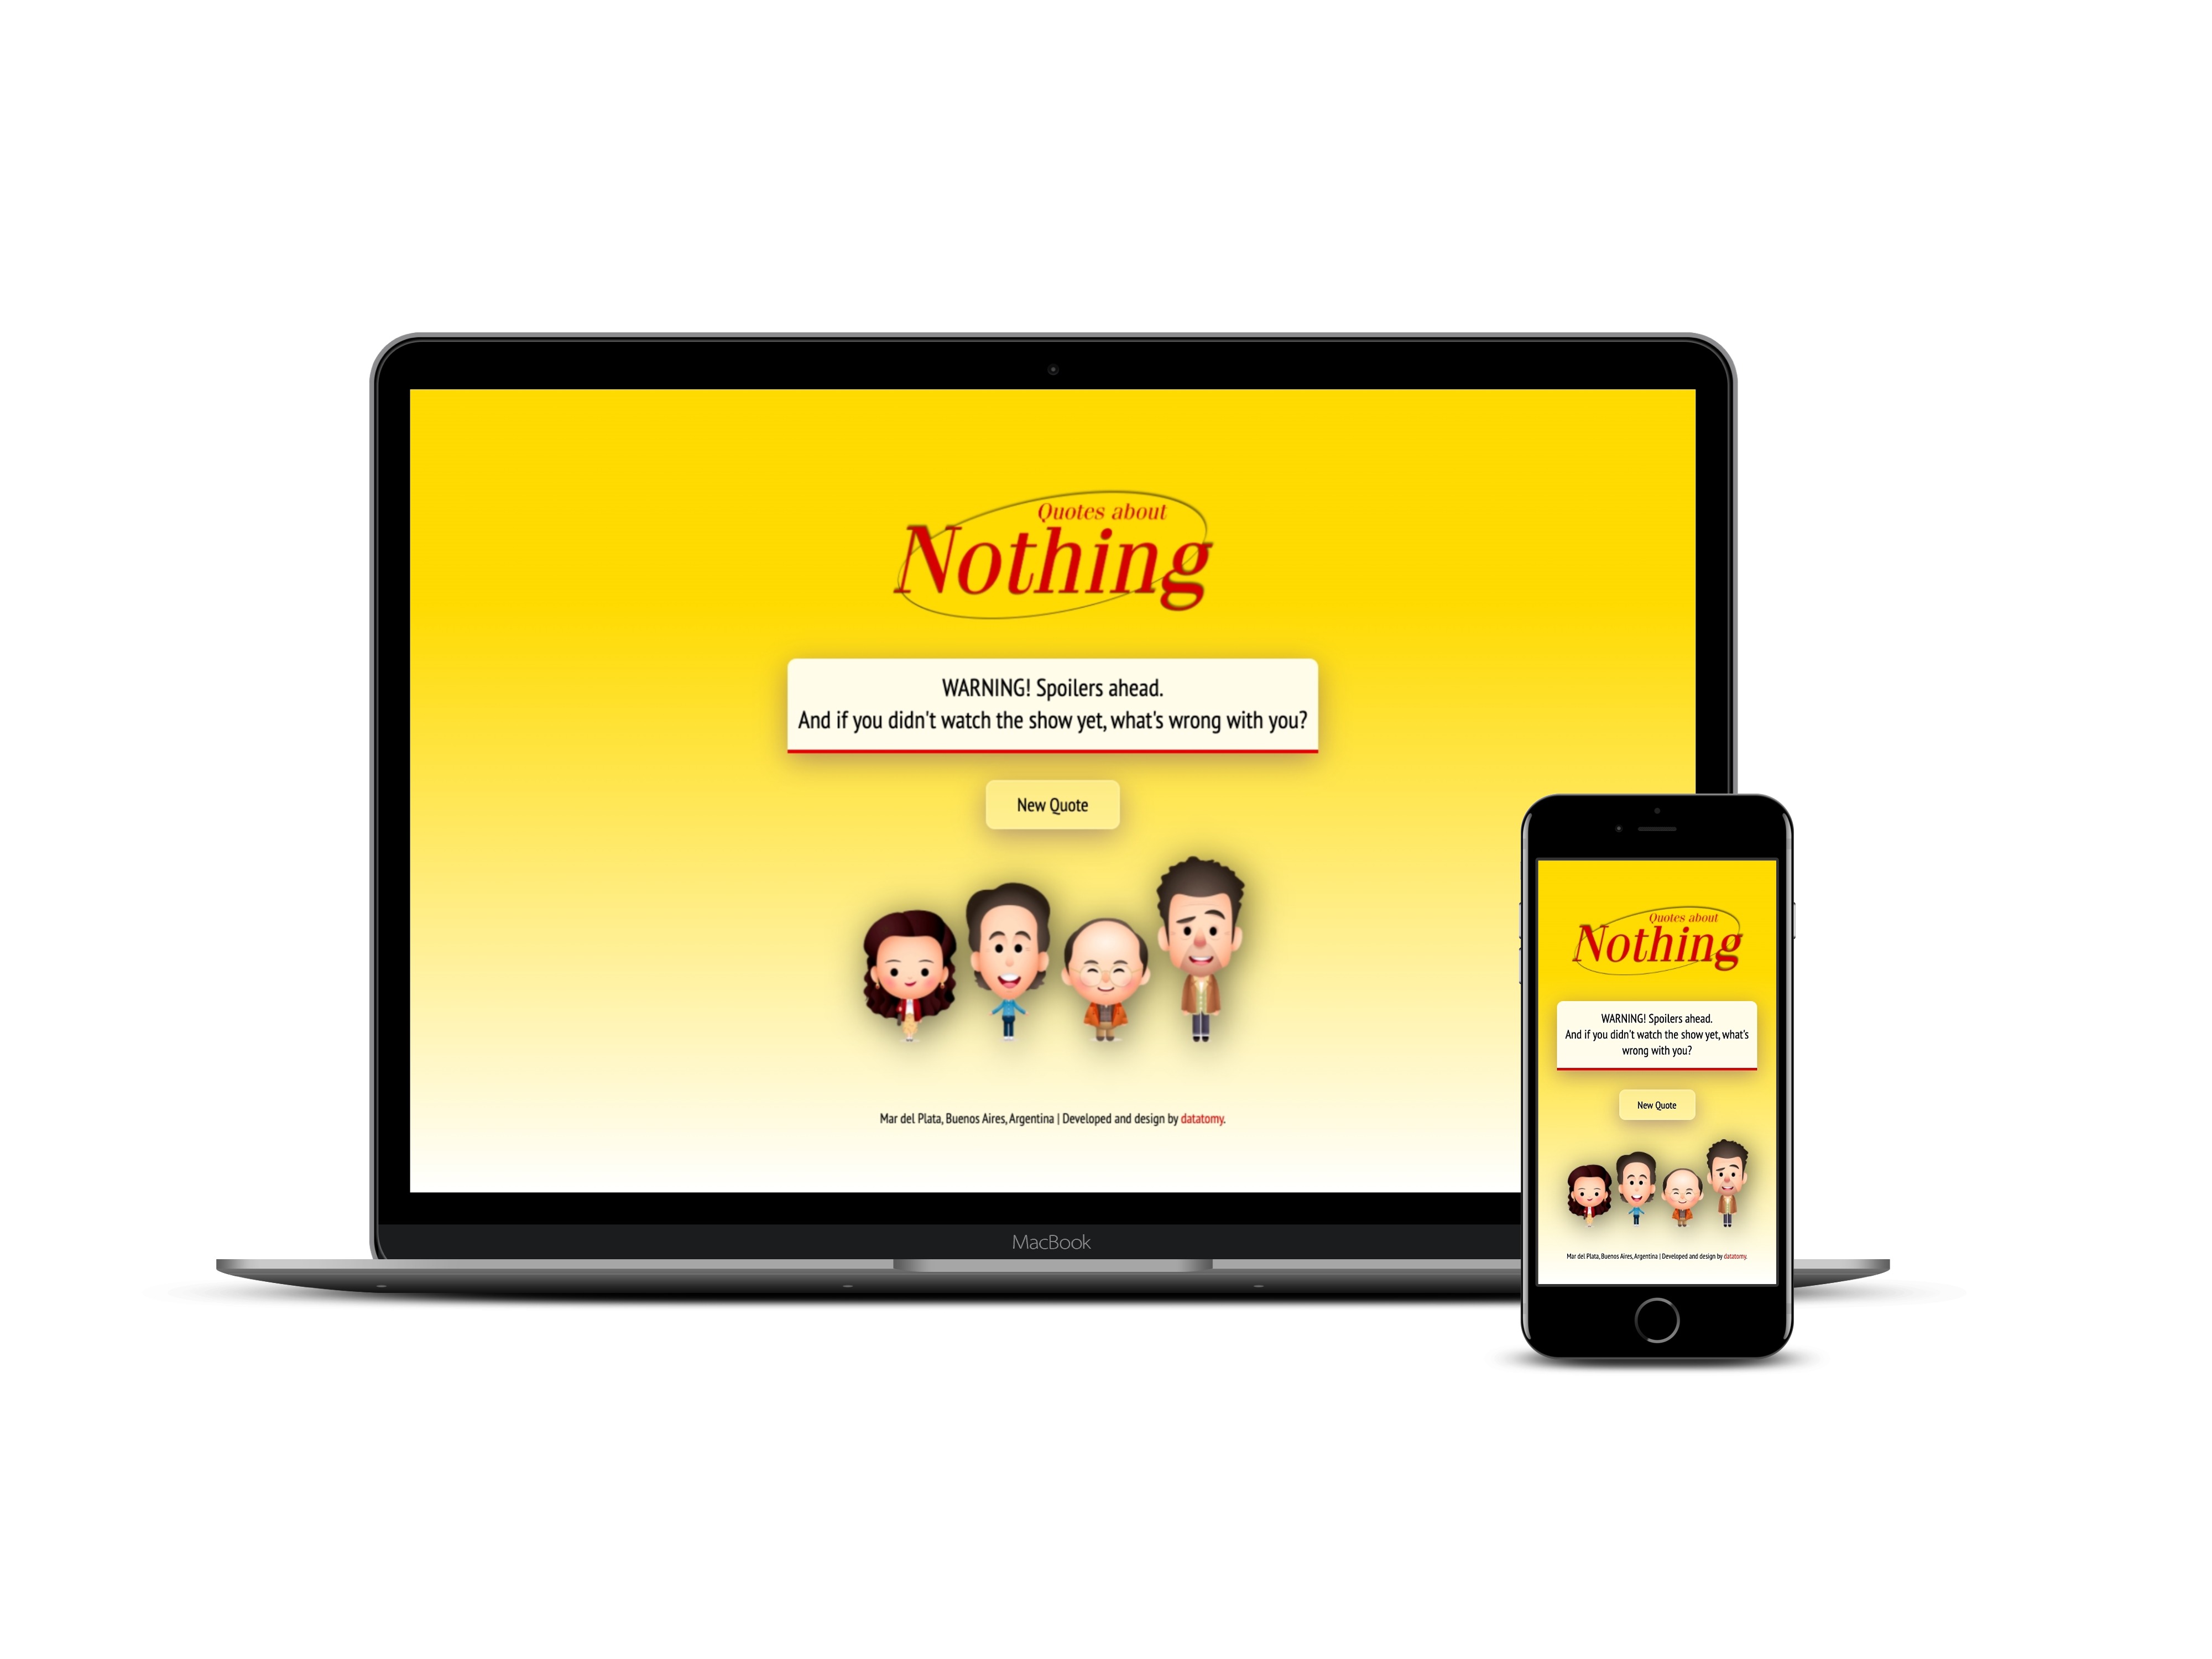 Quotes about
Nothing
WARNING! Spoilers ahead.
And if you didn't watch the show yet, what's wrong with you?
New Quote
Mar del Plata, Buenos Aires, Argentina | Developed and design by datatomy.
MacBook
Quotes about
Nothing
WARNING! Spoilers ahead.
And if you didn't watch the show yet, what's
wrong with you?
New Quote
Mar del Plata, Buenos Aires, Argentina | Developed and design by datatomy.